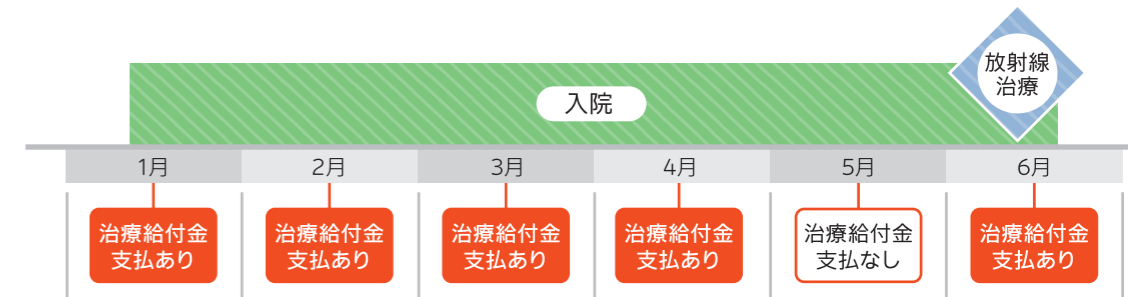 放射線
治療
入院
1月
2月
3月
4月
5月
6月
治療給付金
支払あり
治療給付金
支払あり
治療給付金
支払あり
治療給付金
支払あり
治療給付金
支払なし
治療給付金
支払あり